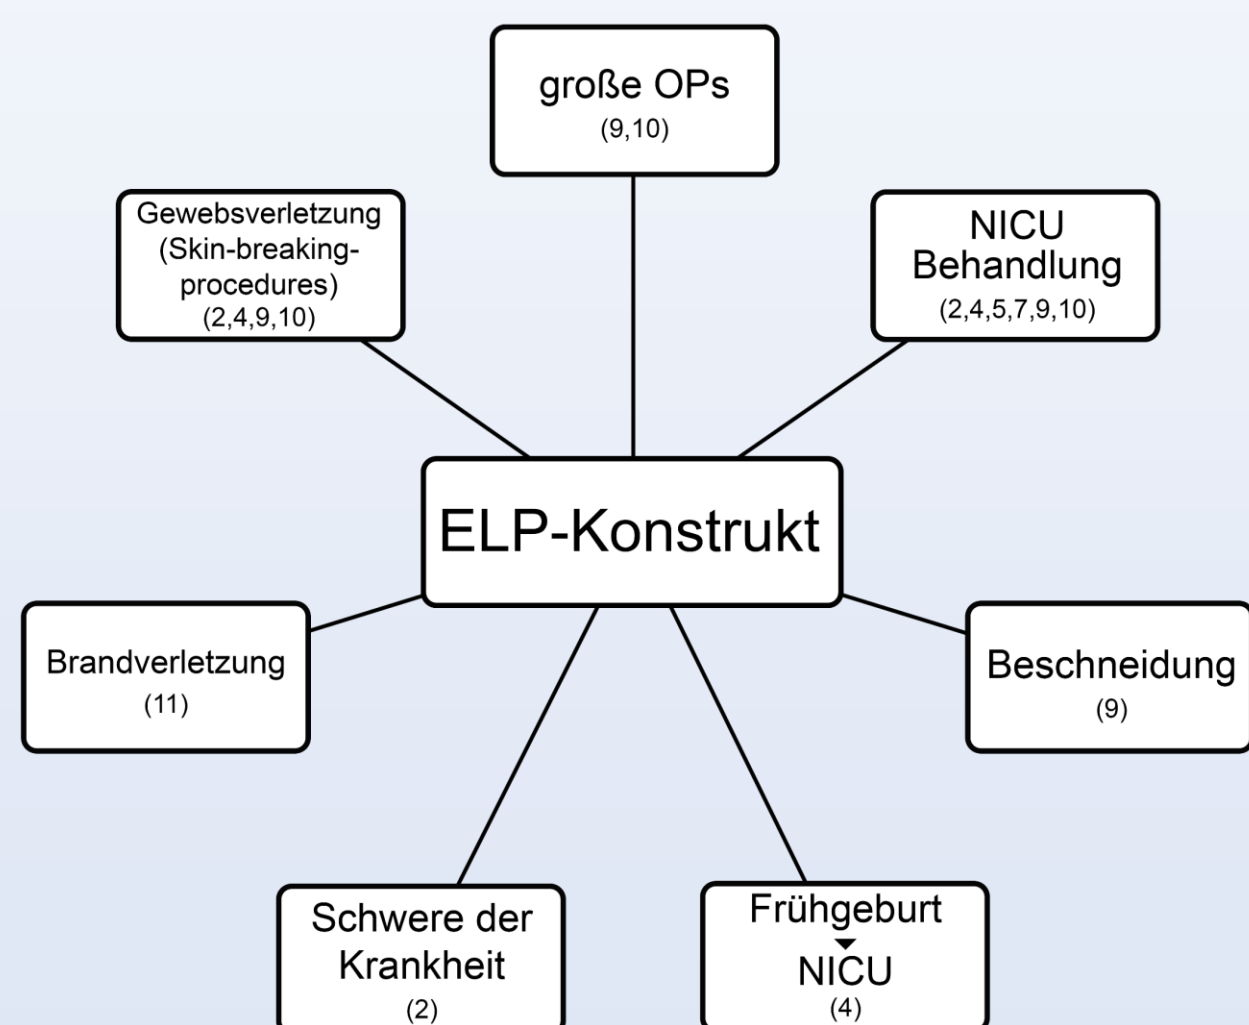 große OPs
(9,10)
Gewebsverletzung
(Skin-breaking-
procedures)
(2,4,9,10)
NICU
Behandlung
(2,4,5,7,9,10)
ELP-Konstrukt
Brandverletzung
(11)
Beschneidung
(9)
Schwere der
Krankheit
(2)
Frühgeburt
NICU
(4)